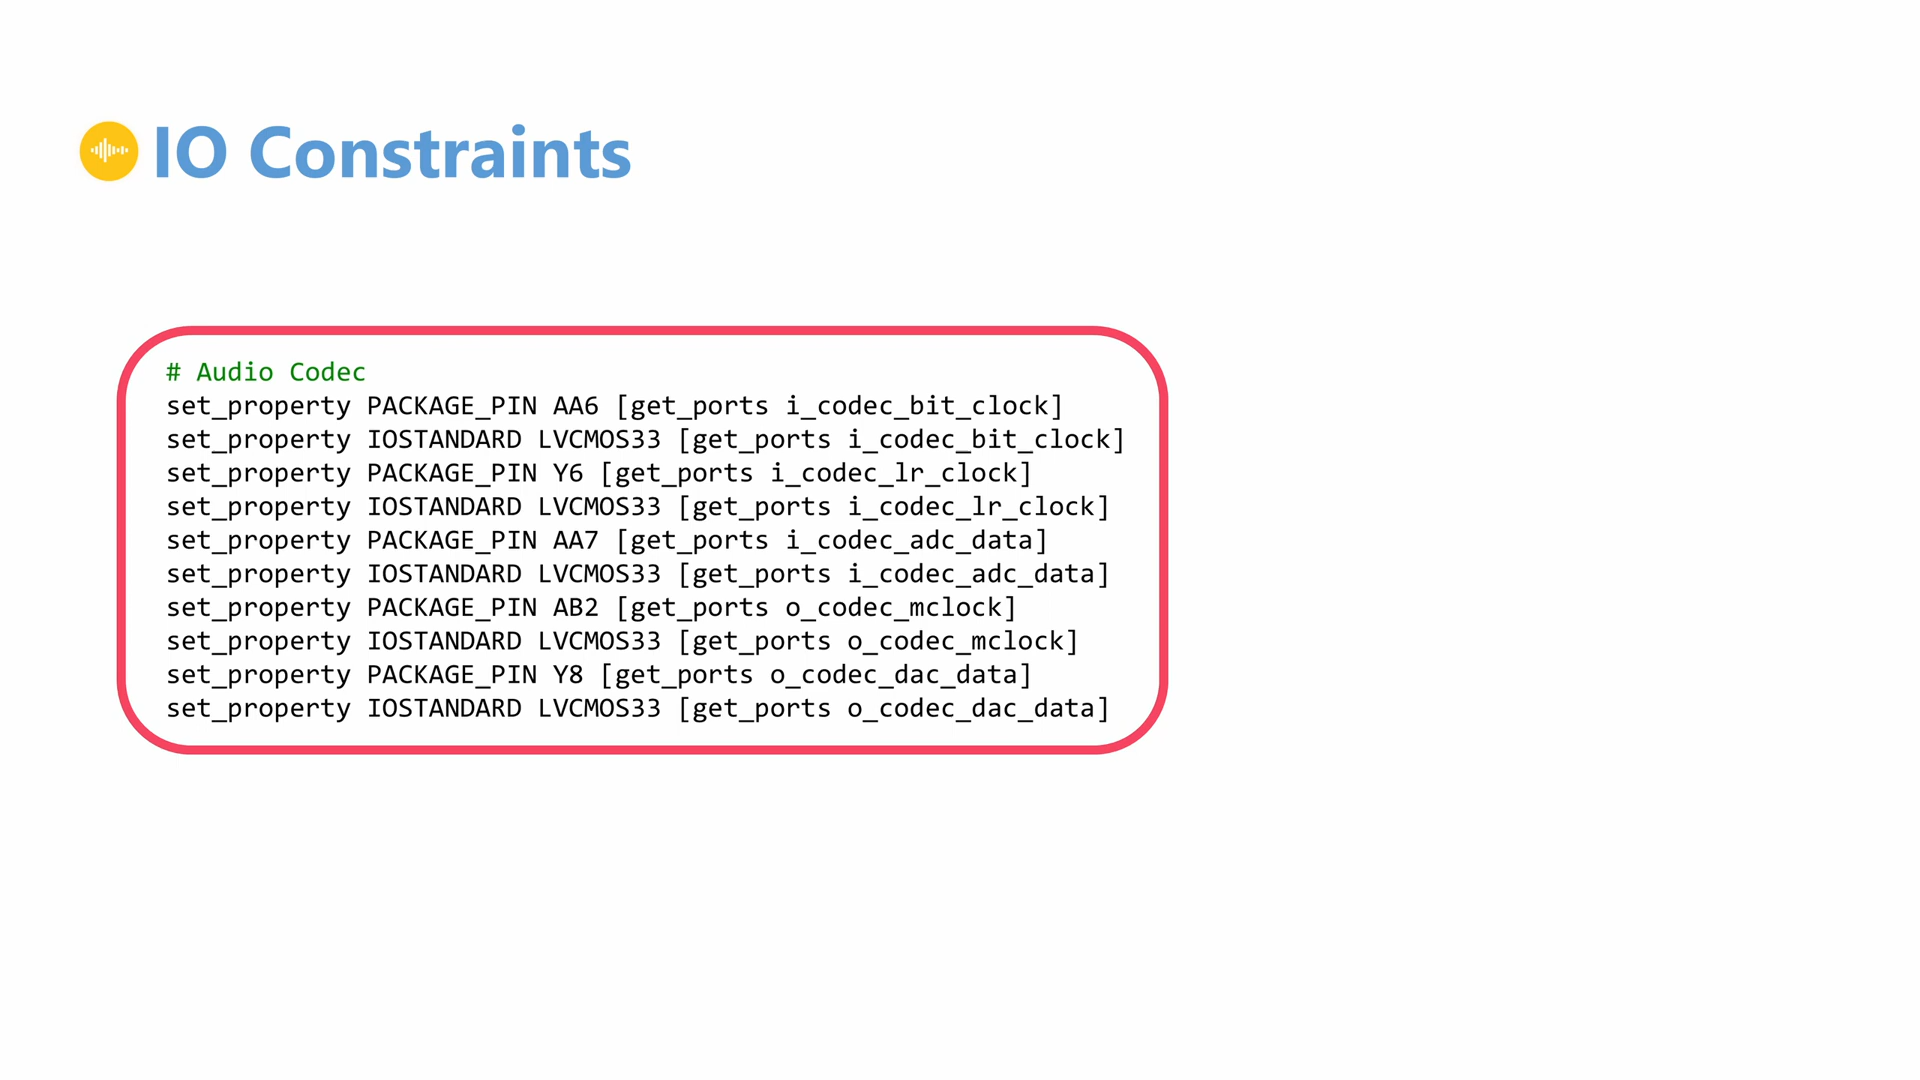 IO Constraints
# Audio Codec
set_property PACKAGE_PIN AA6 [get_ports i_codec_bit_clock]
set_property IOSTANDARD LVCMOS33 [get_ports i_codec_bit_clock]
set_property PACKAGE_PIN Y6 [get_ports i_codec_lr_clock]
set_property IOSTANDARD LVCMOS33 [get_ports i_codec_lr_clock]
set_property PACKAGE_PIN AA7 [get_ports i_codec_adc_data]
set_property IOSTANDARD LVCMOS33 [get_ports i_codec_adc_data]
set_property PACKAGE_PIN AB2 [get_ports o_codec_mclock]
set_property IOSTANDARD LVCMOS33 [get_ports o_codec_mclock]
set_property PACKAGE_PIN Y8 [get_ports o_codec_dac_data]
set_property IOSTANDARD LVCMOS33 [get_ports o_codec_dac_data]